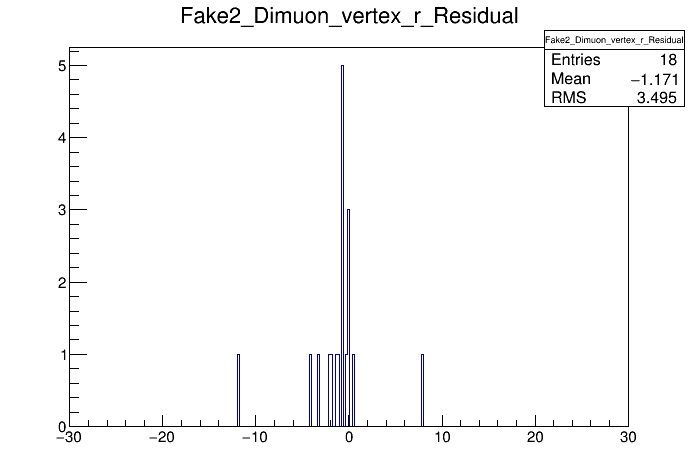 Fake2_Dimuon_vertex_r_Residual
Fake2_Dimuon_vertex_r_Residual
Entries 18
Mean −1.171
RMS 3.495
5
4
3
2
1
0
−30 −20 −10 0 10 20 30